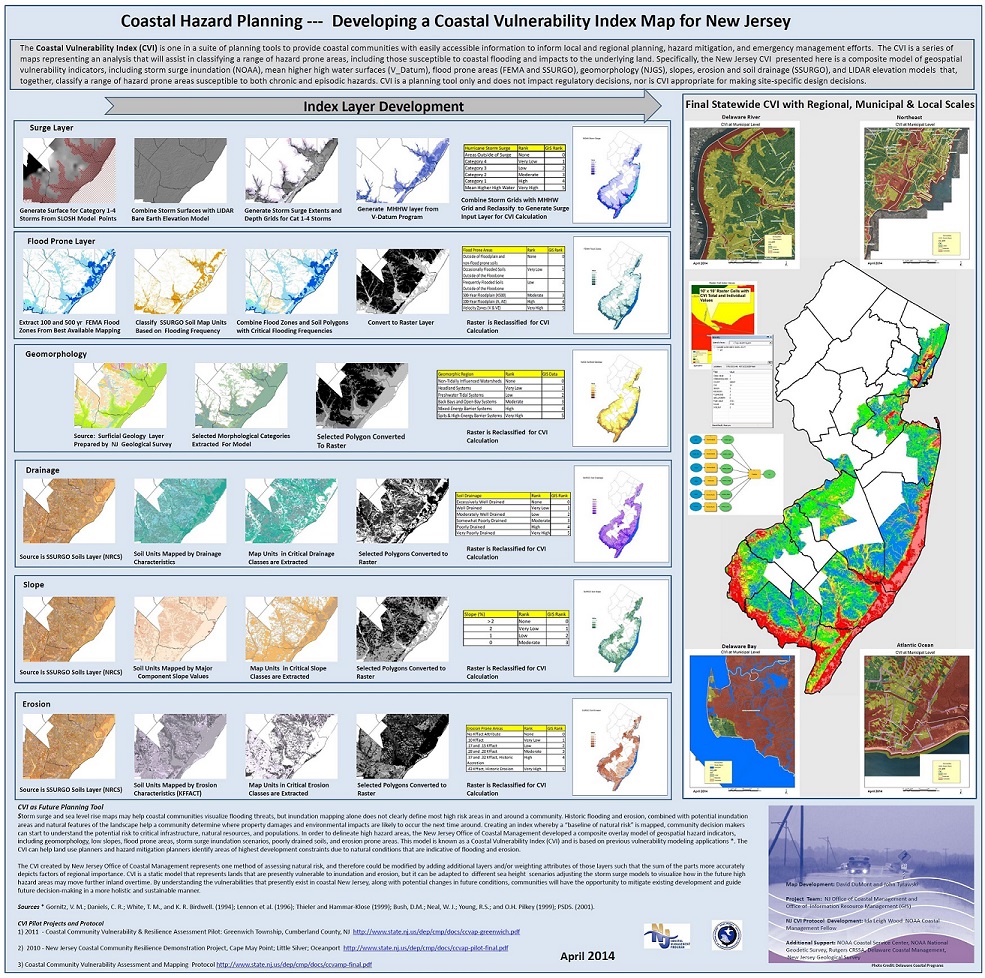 Coastal Hazard Planning --- Developing a Coastal Vulnerability Index Map for New Jersey
The Coastal Vulnerability Index (CVI) is one in a suite of planning tools to provide coastal communities with easily accessible information to inform local and regional planning, hazard mitigation, and emergency management efforts. The CVI is a series of
maps representing an analysis that will assist in classifying a range of hazard prone areas, including those susceptible to coastal flooding and impacts to the underlying land. Specifically, the New Jersey CVI presented here is a composite model of geospatial
vulnerability indicators, including storm surge inundation (NOAA), mean higher high water surfaces (V_Datum), flood prone areas (FEMA and SSURGO), geomorphology (NJGS), slopes, erosion and soil drainage (SSURGO), and LIDAR elevation models that,
together, classify a range of hazard prone areas susceptible to both chronic and episodic hazards. CVI is a planning tool only and does not impact regulatory decisions, nor is CVI appropriate for making site-specific design decisions.
Index Layer Development
Surge Layer
Generate Surface for Category 1-4
Storms From SLOSH Model Points
Combine Storm Surfaces with LIDAR
Bare Earth Elevation Model
Generate Storm Surge Extents and
Depth Grids for Cat 1-4 Storms
Generate MHHW layer from
V-Datum Program
Hurricane Storm Surge Rank GIS Rank
Areas Outside of Surge None 0
Category 4 Very Low 1
Category 3 Low 2
Category 2 Moderate 3
Category 1 High 4
Mean Higher High Water Very High 5
Combine Storm Grids with MHHW
Grid and Reclassify to Generate Surge
Input Layer for CVI Calculation
Flood Prone Layer
Extract 100 and 500 yr FEMA Flood
Zones From Best Available Mapping
Classify SSURGO Soil Map Units
Based on Flooding Frequency
Combine Flood Zones and Soil Polygons
with Critical Flooding Frequencies
Convert to Raster Layer
Flood Prone Areas Rank GIS Rank
Outside of floodplain and None 0
non flood prone soils
Occasionally Flooded Soils Very Low 1
Outside of the Floodzone
Frequently Flooded Soils Low 2
Outside of the Floodzone
500-Year Floodplain (X500) Moderate 3
100-Year Floodplain (A, AE) High 4
Velocity Zones (V & VE) Very High 5
Raster is Reclassified for CVI
Calculation
Geomorphology
Source: Surficial Geology Layer
Prepared by NJ Geological Survey
Selected Morphological Categories
Extracted For Model
Selected Polygon Converted
To Raster
Geomorphic Region Rank GIS Data
Non-Tidally Influenced Watersheds None 0
Headland Systems Very Low 1
Freshwater Tidal Systems Low 2
Back Bays and Open Bay Systems Moderate 3
Mixed Energy Barrier Systems High 4
Spits & High Energy Barrier Systems Very High 5
Raster is Reclassified for CVI
Calculation
Drainage
Source is SSURGO Soils Layer (NRCS)
Soil Units Mapped by Drainage
Characteristics
Map Units in Critical Drainage
Classes are Extracted
Selected Polygons Converted to
Raster
Soil Drainage Rank GIS Rank
Excessively Well Drained None 0
Well Drained Very Low 1
Moderately Well Drained Low 2
Somewhat Poorly Drained Moderate 3
Poorly Drained High 4
Very Poorly Drained Very High 5
Raster is Reclassified for CVI
Calculation
Slope
Source is SSURGO Soils Layer (NRCS)
Soil Units Mapped by Major
Component Slope Values
Map Units in Critical Slope
Classes are Extracted
Selected Polygons Converted to
Raster
Slope (%) Rank GIS Rank
>2 None 0
2 Very Low 1
1 Low 2
0 Moderate 3
Raster is Reclassified for CVI
Calculation
Erosion
Source is SSURGO Soils Layer (NRCS)
Soil Units Mapped by Erosion
Characteristics (KFFACT)
Map Units in Critical Erosion
Classes are Extracted
Selected Polygons Converted to
Raster
Erosion Prone Areas Rank GIS Rank
No Kffact Attribute None 0
Very Low 1
Low 2
Moderate 3
High 4
Very High 5
Raster is Reclassified for CVI
Calculation
Final Statewide CVI with Regional, Municipal & Local Scales
Delaware River
CVI at Municipal Level
April 2014
Northeast
CVI at Municipal Level
April 2014
10' x 10' Raster Cells with
CVI Total and Individual
Values
Delaware Bay
CVI at Municipal Level
April 2014
Atlantic Ocean
CVI at Municipal Level
April 2014
CVI as Future Planning Tool
Storm surge and sea level rise maps may help coastal communities visualize flooding threats, but inundation mapping alone does not clearly define most high risk areas in and around a community. Historic flooding and erosion, combined with potential inundation
areas and natural features of the landscape help a community determine where property damages and environmental impacts are likely to occur the next time around. Creating an Index whereby a "baseline of natural risk" is mapped, community decision makers
can start to understand the potential risk to critical infrastructure, natural resources, and populations. In order to delineate high hazard areas, the New Jersey Office of Coastal Management developed a composite overlay model of geospatial hazard indicators,
including geomorphology, low slopes, flood prone areas, storm surge inundation scenarios, poorly drained soils, and erosion prone areas. This model is known as a Coastal Vulnerability Index (CVI) and is based on previous vulnerability modeling applications *. The
CVI can help land use planners and hazard mitigation planners identify areas of highest development constraints due to natural conditions that are indicative of flooding and erosion.
The CVI created by New Jersey Office of Coastal Management represents one method of assessing natural risk, and therefore could be modified by adding additional layers and/or weighting attributes of those layers such that the sum of the parts more accurately
depicts factors of regional importance. CVI is a static model that represents lands that are presently vulnerable to inundation and erosion, but it can be adapted to different sea height scenarios adjusting the storm surge models to visualize how in the future high
hazard areas may move further inland overtime. By understanding the vulnerabilities that presently exist in coastal New Jersey, along with potential changes in future conditions, communities will have the opportunity to mitigate existing development and guide
future decision-making in a more holistic and sustainable manner.
Sources * Gornitz, V. M.; Daniels, C. R.; White, T. M., and K. R. Birdwell. (1994); Lennon et al. (1996); Thieler and Hammar-Klose (1999); Bush, D.M.; Neal, W. J.; Young, R.S.; and O.H. Pilkey (1999); PSDS. (2001).
CVI Pilot Projects and Protocol
1) 2011 - Coastal Community Vulnerability & Resilience Assessment Pilot: Greenwich Township, Cumberland County, NJ http://www.state.nj.us/dep/cmp/docs/ccvap-greenwich.pdf
2) 2010 - New Jersey Coastal Community Resilience Demonstration Project, Cape May Point; Little Silver; Oceanport http://www.state.nj.us/dep/cmp/docs/ccvap-pilot-final.pdf
3) Coastal Community Vulnerability Assessment and Mapping Protocol http://www.state.nj.us/dep/cmp/docs/ccvamp-final.pdf
April 2014
Map Development: David DuMont and John Tyrawski
Project Team: NJ Office of Coastal Management and
Office of Information Resource Management (GIS)
NJ CVI Protocol Development: Ida Leigh Wood NOAA Coastal
Management Fellow
Additional Support: NOAA Coastal Service Center, NOAA National
Geodetic Survey, Rutgers CRSSA, Delaware Coastal Management,
New Jersey Geological Survey
Photo Credit: Delaware Coastal Programs